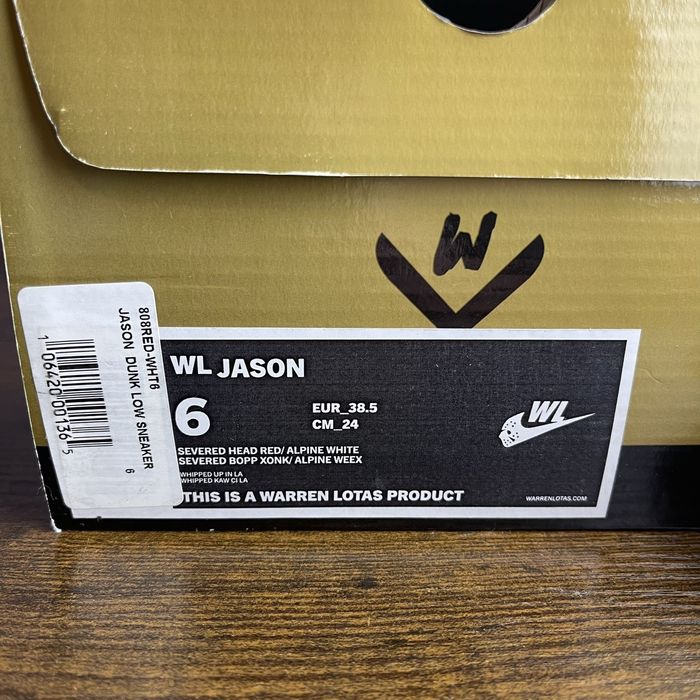 W
808RED-WHT6
JASON DUNK LOW SNEAKER
6
1 06420 00136 5
WL JASON
6
EUR_38.5
CM_24
SEVERED HEAD RED/ ALPINE WHITE
SEVERED BOPP XONK/ ALPINE WEEX
WHIPPED UP IN LA
WHIPPED KAW CI LA
THIS IS A WARREN LOTAS PRODUCT
WL
WARRENLOTAS.COM